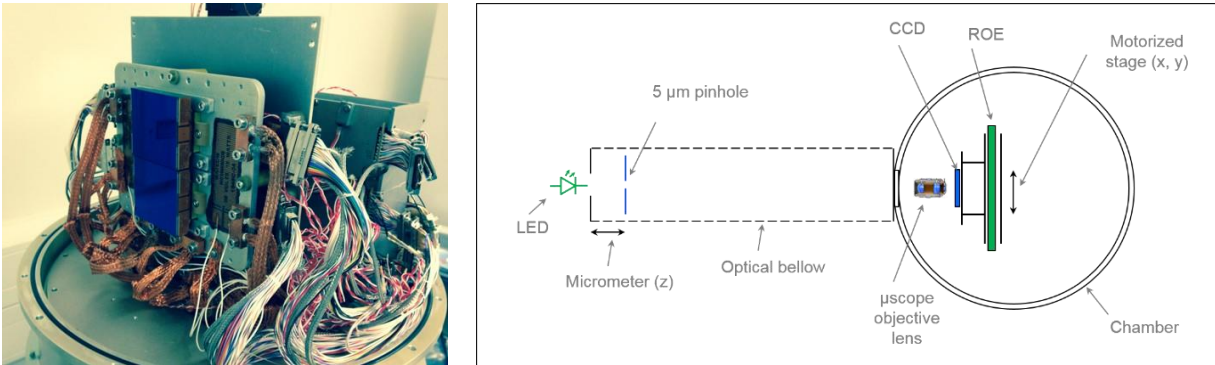 CCD
ROE
Motorized
stage (x, y)
5 µm pinhole
LED
Micrometer (z)
Optical bellow
µscope
objective
lens
Chamber